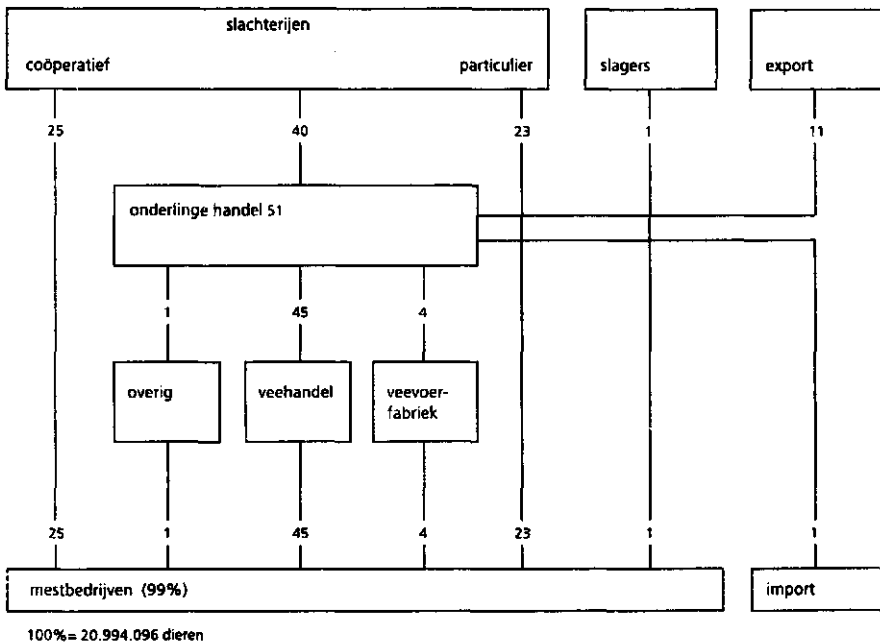 slachterijen
coöperatief particulier slagers export
25 40 23 1 11
onderlinge handel 51
1 45 4
overig veehandel veevoer-
fabriek
25 1 45 4 23 1 1
mestbedrijven (99%) import
100%= 20.994.096 dieren